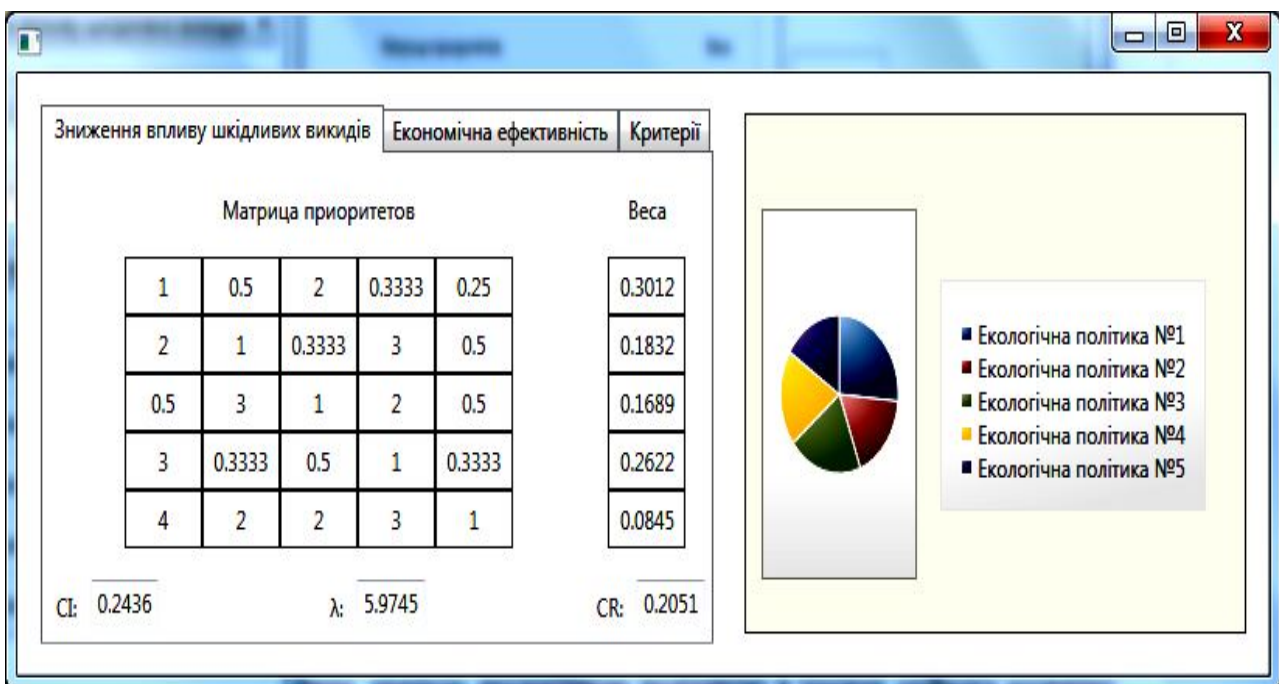 Зниження впливу шкідливих викидів Економічна ефективність Критерії
Матрица приоритетов Веса
1 0.5 2 0.3333 0.25 0.3012
2 1 0.3333 3 0.5 0.1832
0.5 3 1 2 0.5 0.1689
3 0.3333 0.5 1 0.3333 0.2622
4 2 2 3 1 0.0845
CI: 0.2436 λ: 5.9745 CR: 0.2051
Екологічна політика №1
Екологічна політика №2
Екологічна політика №3
Екологічна політика №4
Екологічна політика №5